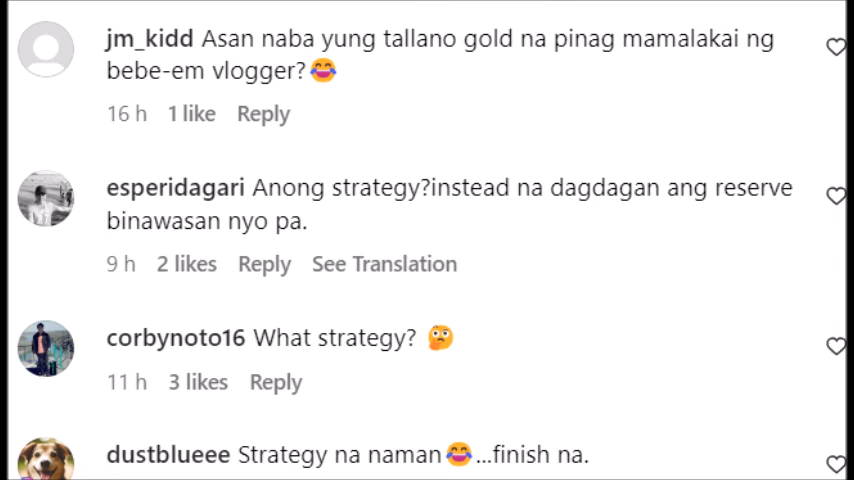 jm_kidd Asan naba yung tallano gold na pinag mamalakai ng
bebe-em vlogger?😂
16 h 1 like Reply
esperidagari Anong strategy?instead na dagdagan ang reserve
binawasan nyo pa.
9 h 2 likes Reply See Translation
corbynoto16 What strategy? 🤔
11 h 3 likes Reply
dustblueee Strategy na naman😂...finish na.